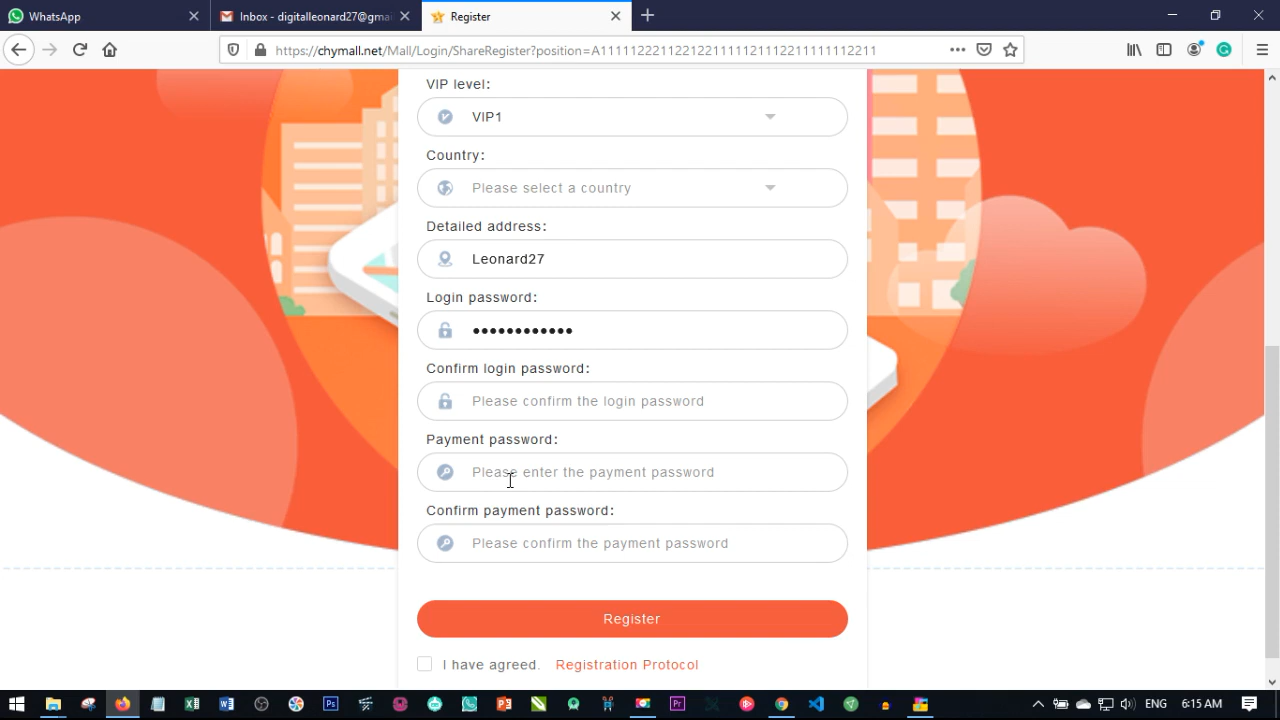 WhatsApp
Inbox - digitalleonard27@gmai
Register
https://chymall.net/Mall/Login/ShareRegister?position=A11111222112212211111211122111111112211
VIP level:
VIP1
Country:
Please select a country
Detailed address:
Leonard27
Login password:
Confirm login password:
Please confirm the login password
Payment password:
Please enter the payment password
Confirm payment password:
Please confirm the payment password
Register
I have agreed. Registration Protocol
ENG
6:15 AM